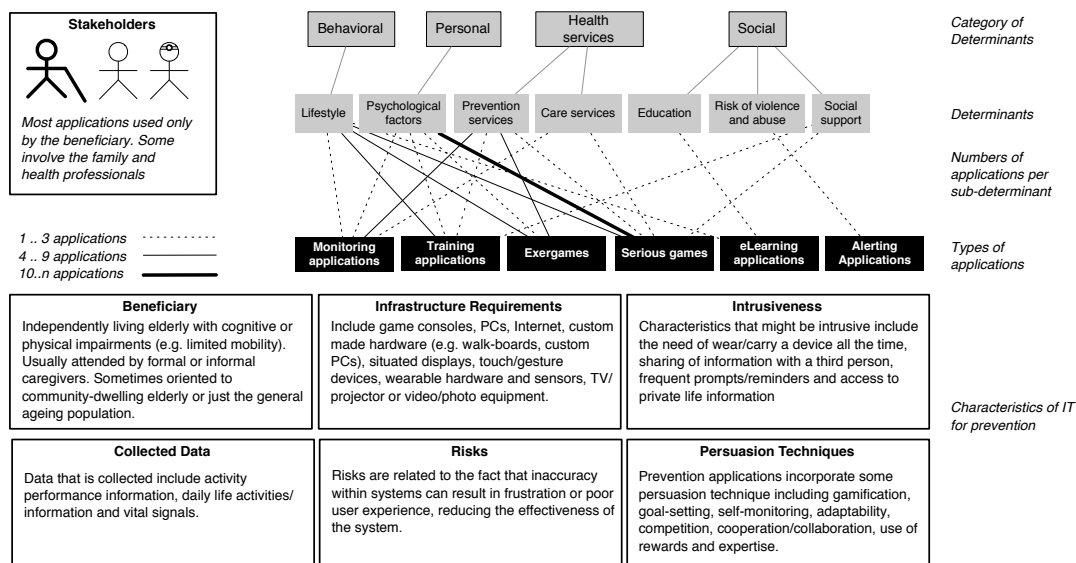 Stakeholders
Most applications used only
by the beneficiary. Some
involve the family and
health professionals
1 .. 3 applications
4 .. 9 applications
10..n appications
Behavioral
Personal
Health
services
Social
Category of
Determinants
Lifestyle
Psychological
factors
Prevention
services
Care services
Education
Risk of violence
and abuse
Social
support
Determinants
Numbers of
applications per
sub-determinant
Monitoring
applications
Training
applications
Exergames
Serious games
eLearning
applications
Alerting
Applications
Types of
applications
Beneficiary
Independently living elderly with cognitive or
physical impairments (e.g. limited mobility).
Usually attended by formal or informal
caregivers. Sometimes oriented to
community-dwelling elderly or just the general
ageing population.
Infrastructure Requirements
Include game consoles, PCs, Internet, custom
made hardware (e.g. walk-boards, custom
PCs), situated displays, touch/gesture
devices, wearable hardware and sensors, TV/
projector or video/photo equipment.
Intrusiveness
Characteristics that might be intrusive include
the need of wear/carry a device all the time,
sharing of information with a third person,
frequent prompts/reminders and access to
private life information
Characteristics of IT
for prevention
Collected Data
Data that is collected include activity
performance information, daily life activities/
information and vital signals.
Risks
Risks are related to the fact that inaccuracy
within systems can result in frustration or poor
user experience, reducing the effectiveness of
the system.
Persuasion Techniques
Prevention applications incorporate some
persuasion technique including gamification,
goal-setting, self-monitoring, adaptability,
competition, cooperation/collaboration, use of
rewards and expertise.